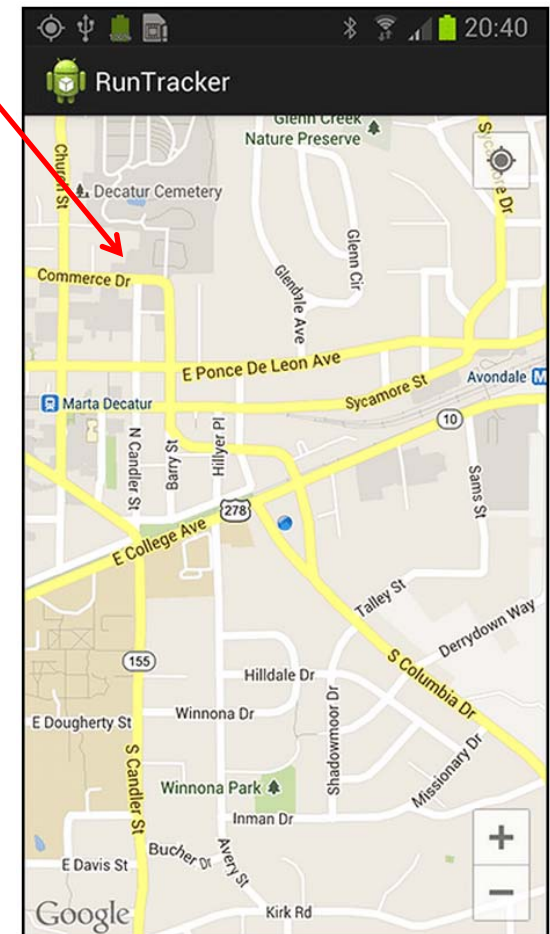 20:40
RunTracker
Glenn Creek
Nature Preserve
Sycamore Dr
Church St
Decatur Cemetery
Glenn Cir
Commerce Dr
Glendale Ave
E Ponce De Leon Ave
Avondale M
Sycamore St
Marta Decatur
10
N Candler St
Barry St
Hillyer Pl
Sams St
278
E College Ave
Talley St
Derrydown Way
155
Hilldale Dr
S Columbia Dr
Winnona Dr
E Dougherty St
Shadowmoor Dr
S Candler St
Missionary Dr
Winnona Park
Inman Dr
+
Bucher Dr
E Davis St
Avery St
−
Google
Kirk Rd